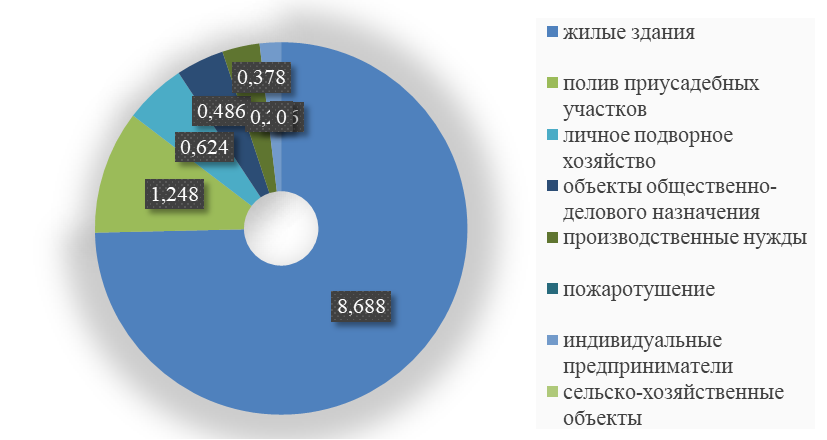 0,378
0,486
0
0,624
1,248
8,688
жилые здания
полив приусадебных
участков
личное подворное
хозяйство
объекты общественно-
делового назначения
производственные нужды
пожаротушение
индивидуальные
предприниматели
сельско-хозяйственные
объекты